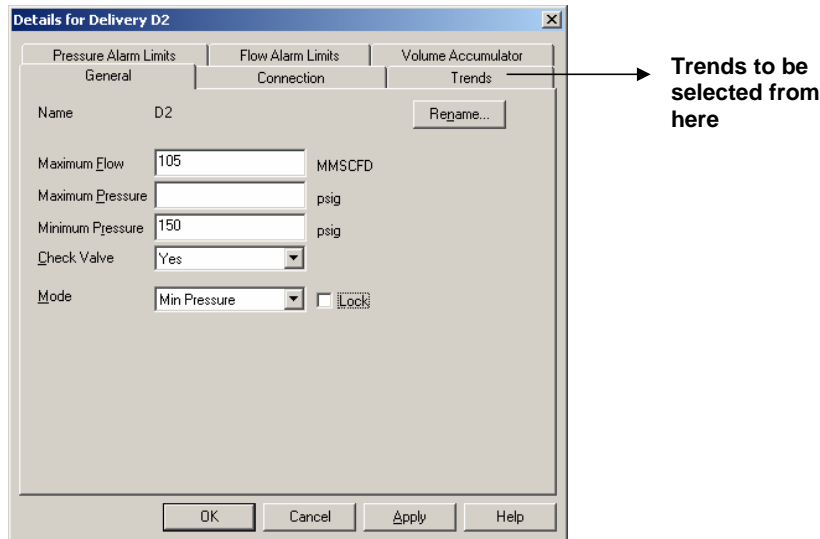 Details for Delivery D2
Pressure Alarm Limits Flow Alarm Limits Volume Accumulator
General Connection Trends
Trends to be
selected from
here
Name D2 Rename...
Maximum Flow 105 MMSCFD
Maximum Pressure psig
Minimum Pressure 150 psig
Check Valve Yes
Mode Min Pressure Lock
OK Cancel Apply Help